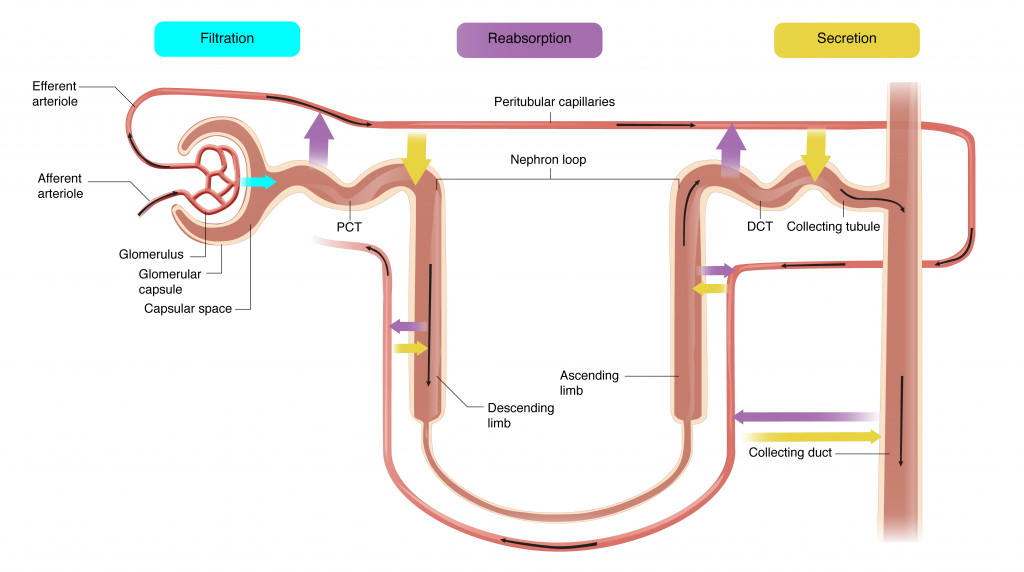 Filtration
Reabsorption
Secretion
Efferent
arteriole
Peritubular capillaries
Nephron loop
Afferent
arteriole
PCT
DCT
Collecting tubule
Glomerulus
Glomerular
capsule
Capsular space
Ascending
limb
Descending
limb
Collecting duct